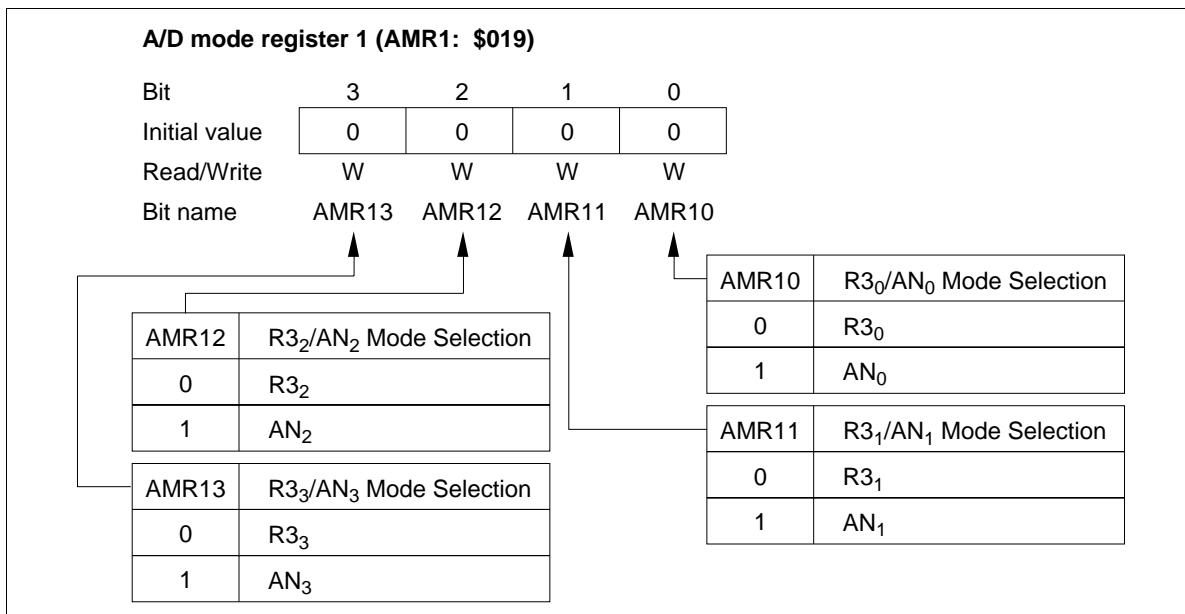 A/D mode register 1 (AMR1: $019)
Bit 3 2 1 0
Initial value 0 0 0 0
Read/Write W W W W
Bit name AMR13 AMR12 AMR11 AMR10
AMR12 R3₂/AN₂ Mode Selection
0 R3₂
1 AN₂
AMR13 R3₃/AN₃ Mode Selection
0 R3₃
1 AN₃
AMR10 R3₀/AN₀ Mode Selection
0 R3₀
1 AN₀
AMR11 R3₁/AN₁ Mode Selection
0 R3₁
1 AN₁